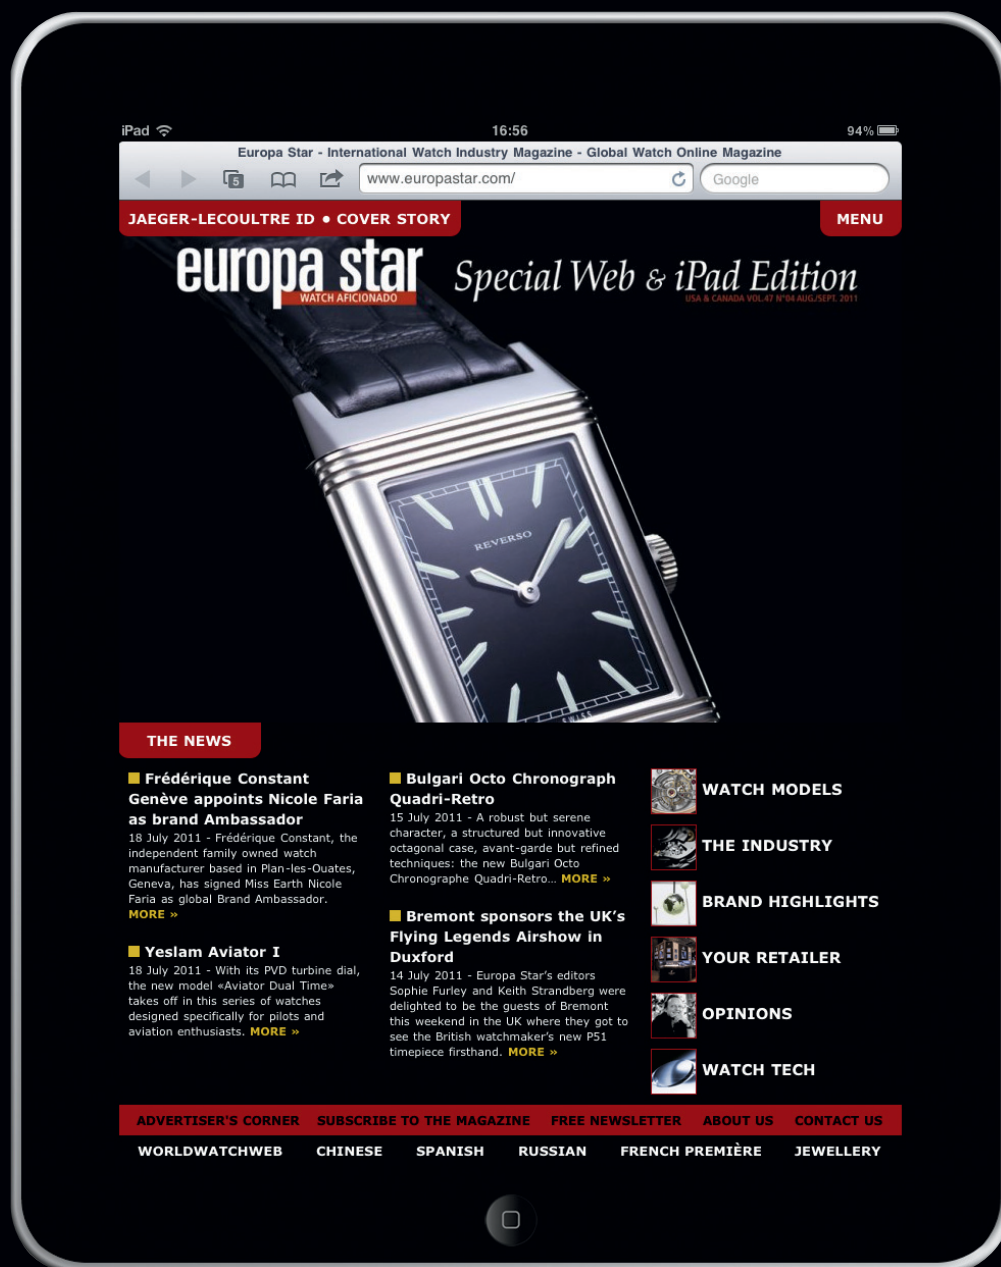 iPad 16:56 94%
Europa Star - International Watch Industry Magazine - Global Watch Online Magazine
5 www.europastar.com/ Google
JAEGER-LECOULTRE ID • COVER STORY MENU
europa star Special Web & iPad Edition
WATCH AFICIONADO USA & CANADA VOL.47 N°04 AUG./SEPT. 2011
REVERSO
SWISS
THE NEWS
Frédérique Constant
Genève appoints Nicole Faria
as brand Ambassador
18 July 2011 - Frédérique Constant, the
independent family owned watch
manufacturer based in Plan-les-Ouates,
Geneva, has signed Miss Earth Nicole
Faria as global Brand Ambassador.
MORE »
Yeslam Aviator I
18 July 2011 - With its PVD turbine dial,
the new model «Aviator Dual Time»
takes off in this series of watches
designed specifically for pilots and
aviation enthusiasts. MORE »
Bulgari Octo Chronograph
Quadri-Retro
15 July 2011 - A robust but serene
character, a structured but innovative
octagonal case, avant-garde but refined
techniques: the new Bulgari Octo
Chronographe Quadri-Retro... MORE »
Bremont sponsors the UK's
Flying Legends Airshow in
Duxford
14 July 2011 - Europa Star's editors
Sophie Furley and Keith Strandberg were
delighted to be the guests of Bremont
this weekend in the UK where they got to
see the British watchmaker's new P51
timepiece firsthand. MORE »
WATCH MODELS
THE INDUSTRY
BRAND HIGHLIGHTS
YOUR RETAILER
OPINIONS
WATCH TECH
ADVERTISER'S CORNER SUBSCRIBE TO THE MAGAZINE FREE NEWSLETTER ABOUT US CONTACT US
WORLDWATCHWEB CHINESE SPANISH RUSSIAN FRENCH PREMIÈRE JEWELLERY